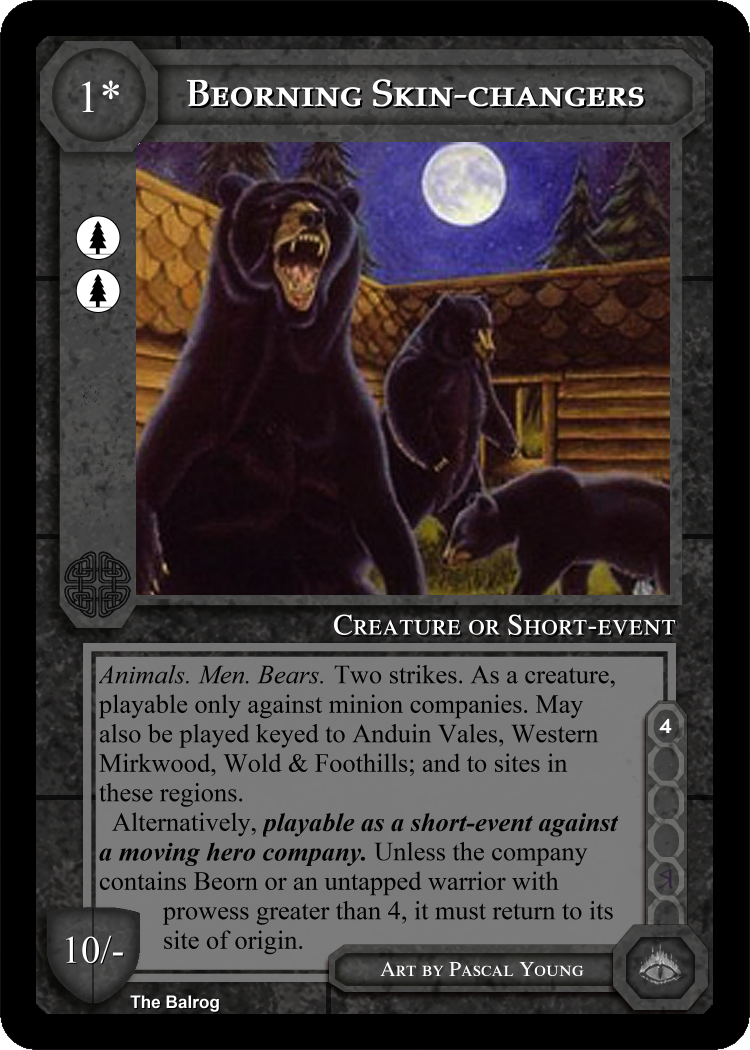 1*
BEORNING SKIN-CHANGERS
CREATURE OR SHORT-EVENT
Animals. Men. Bears. Two strikes. As a creature,
playable only against minion companies. May
also be played keyed to Anduin Vales, Western
Mirkwood, Wold & Foothills; and to sites in
these regions.
Alternatively, playable as a short-event against
a moving hero company. Unless the company
contains Beorn or an untapped warrior with
prowess greater than 4, it must return to its
site of origin.
4
10/-
ART BY PASCAL YOUNG
The Balrog